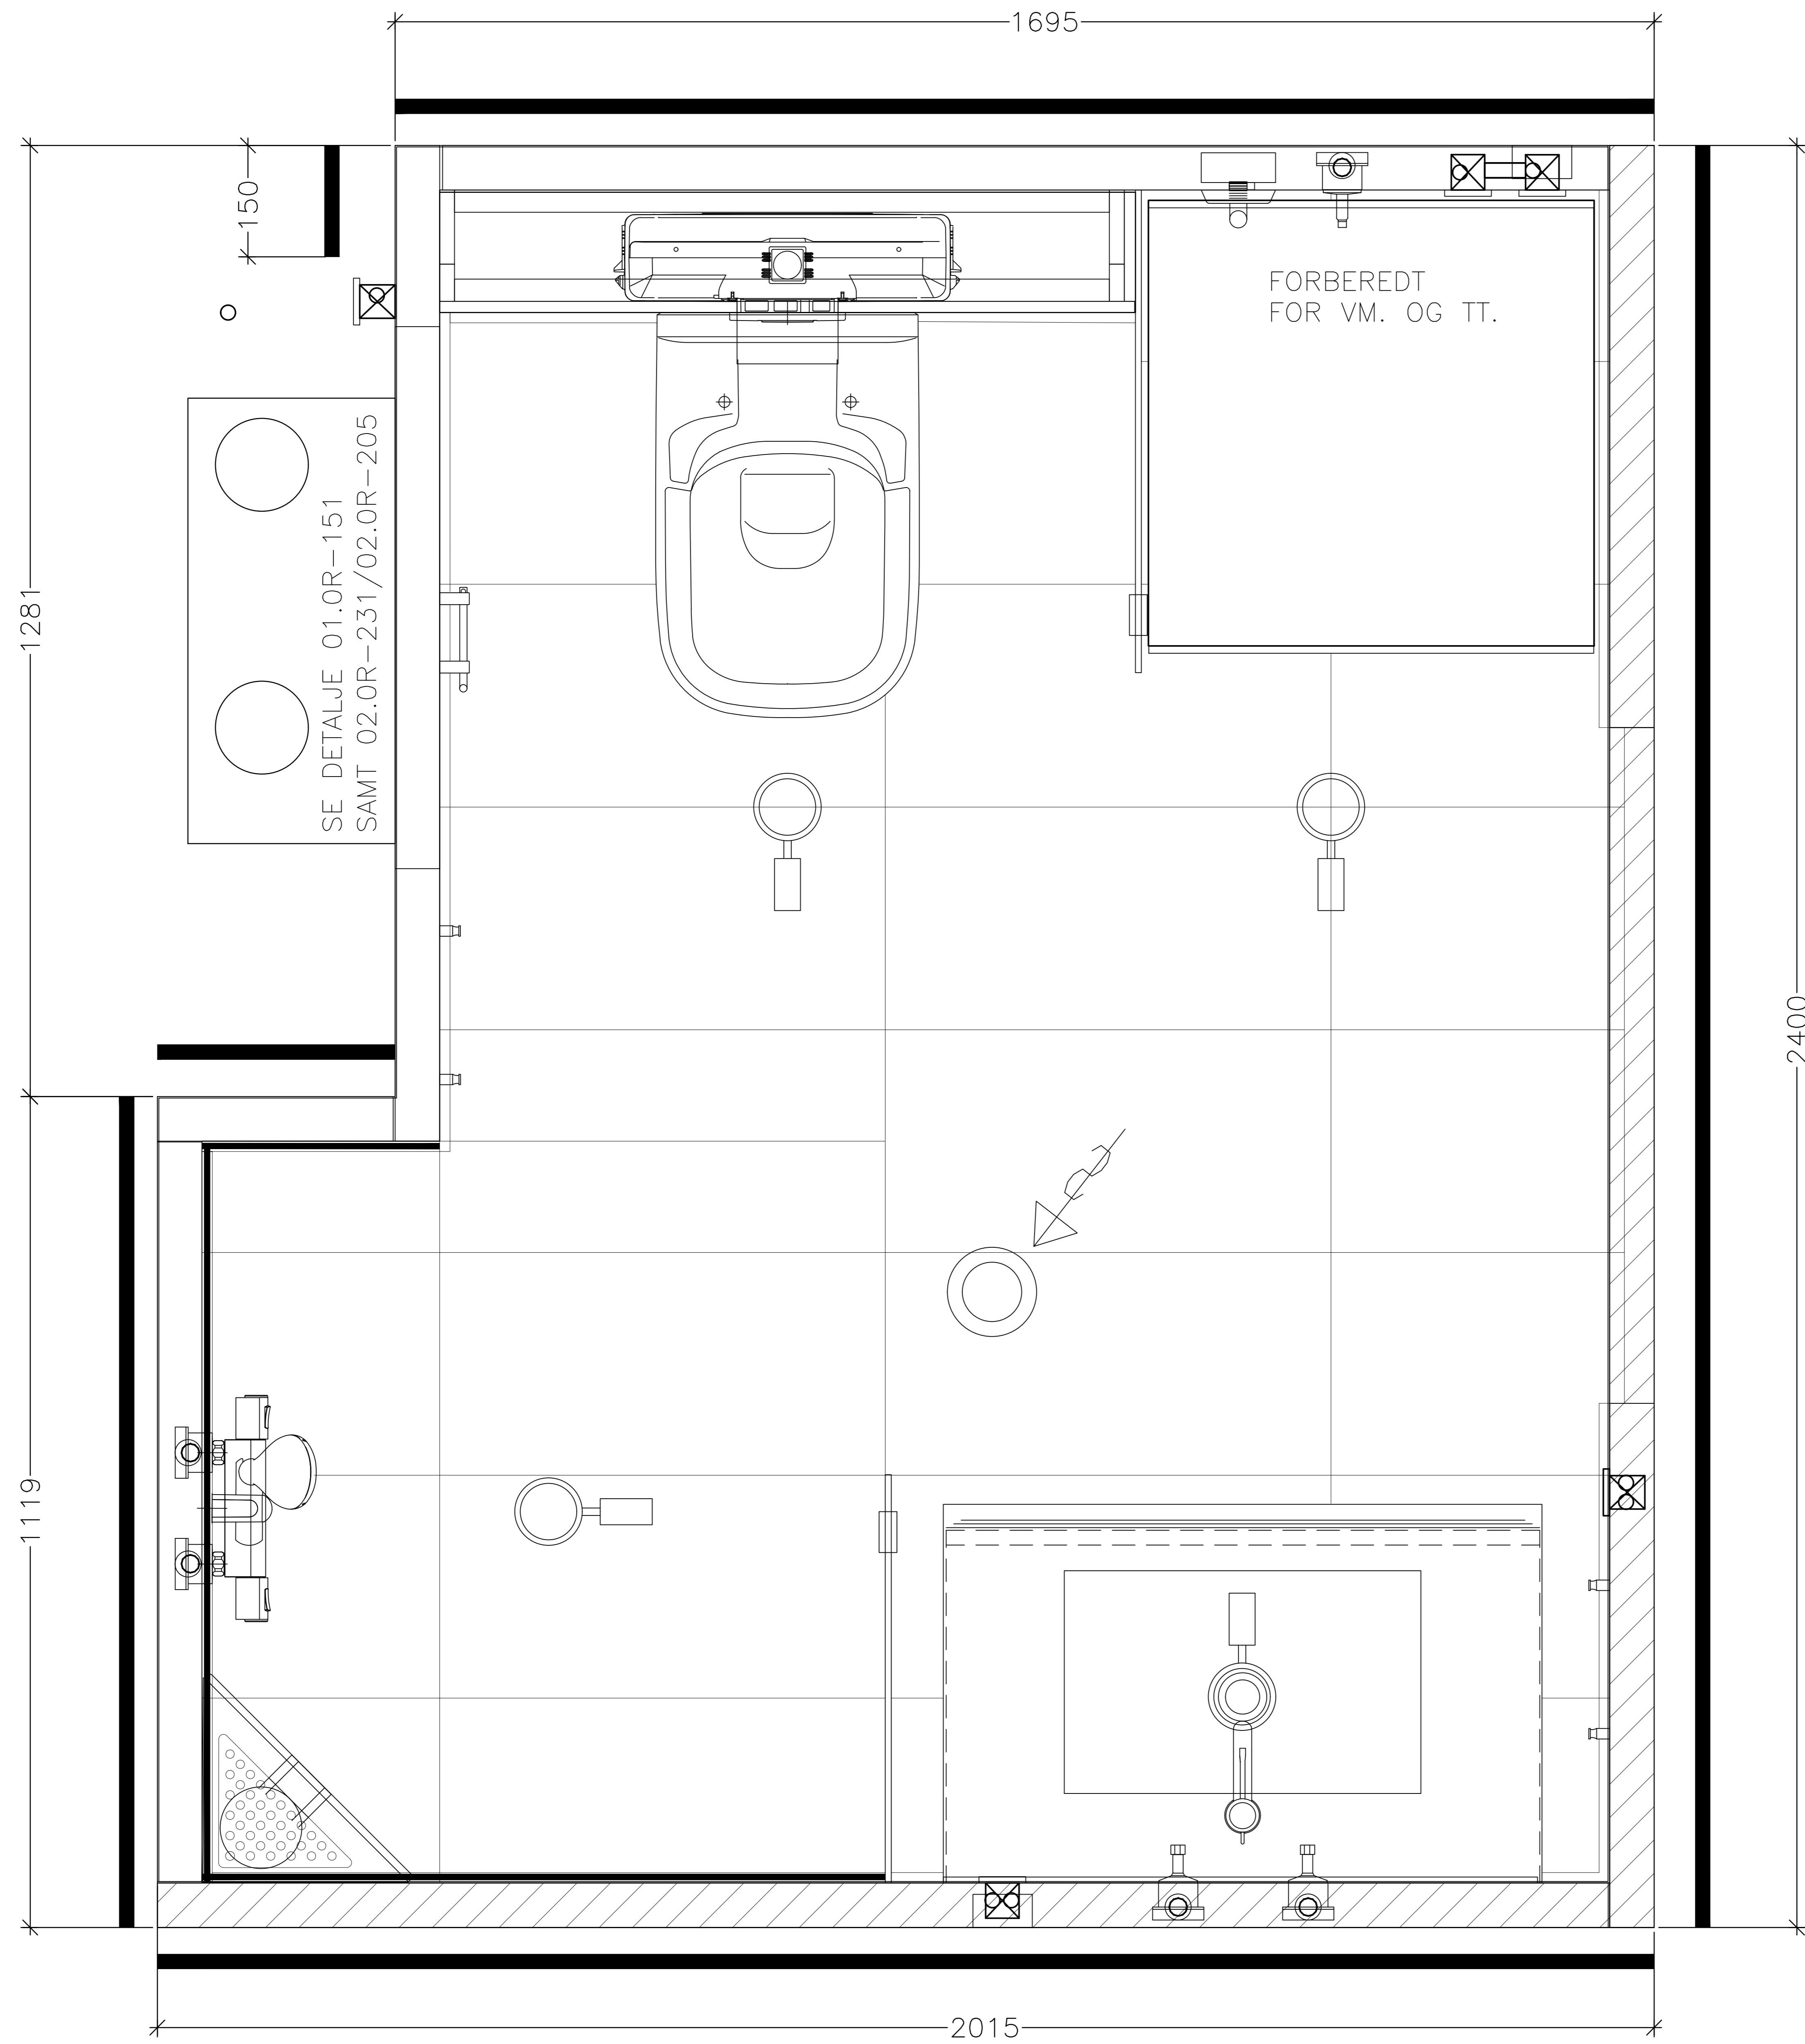 1695
150
FORBEREDT
FOR VM. OG TT.
SE DETALJE 01.0R-151
SAMT 02.0R-231/02.0R-205
1281
2400
1119
2015